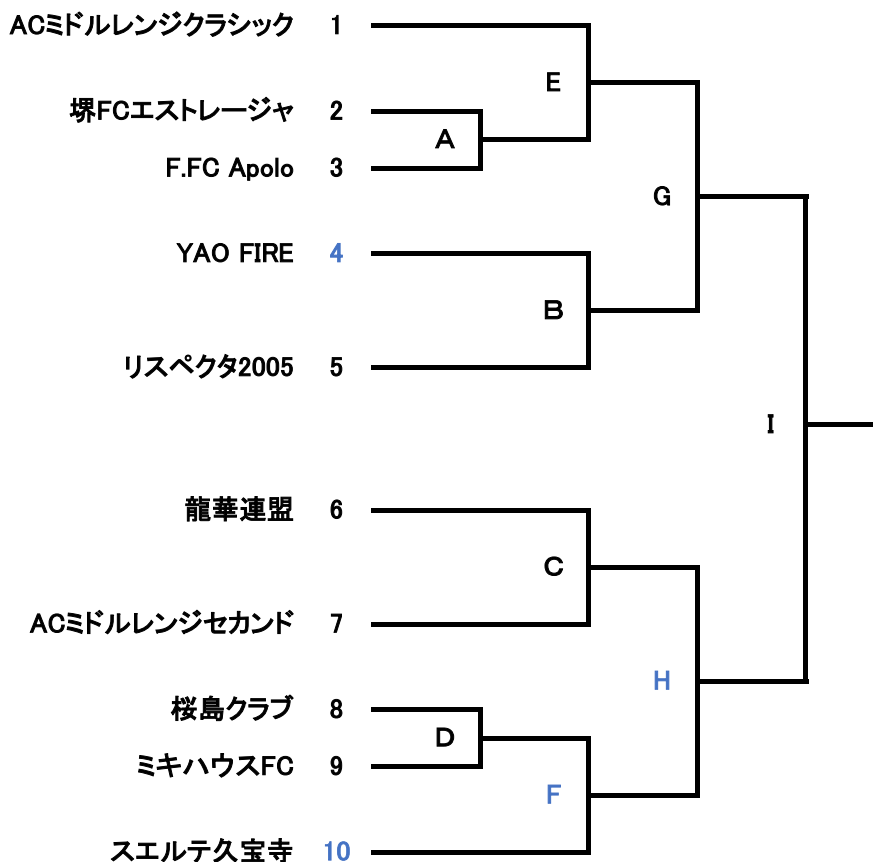 ACミドルレンジクラシック 1
E
堺FCエストレージャ 2
A
F.FC Apolo 3
G
YAO FIRE 4
B
リスペクタ2005 5
I
龍華連盟 6
C
ACミドルレンジセカンド 7
H
桜島クラブ 8
D
ミキハウスFC 9
F
スエルテ久宝寺 10